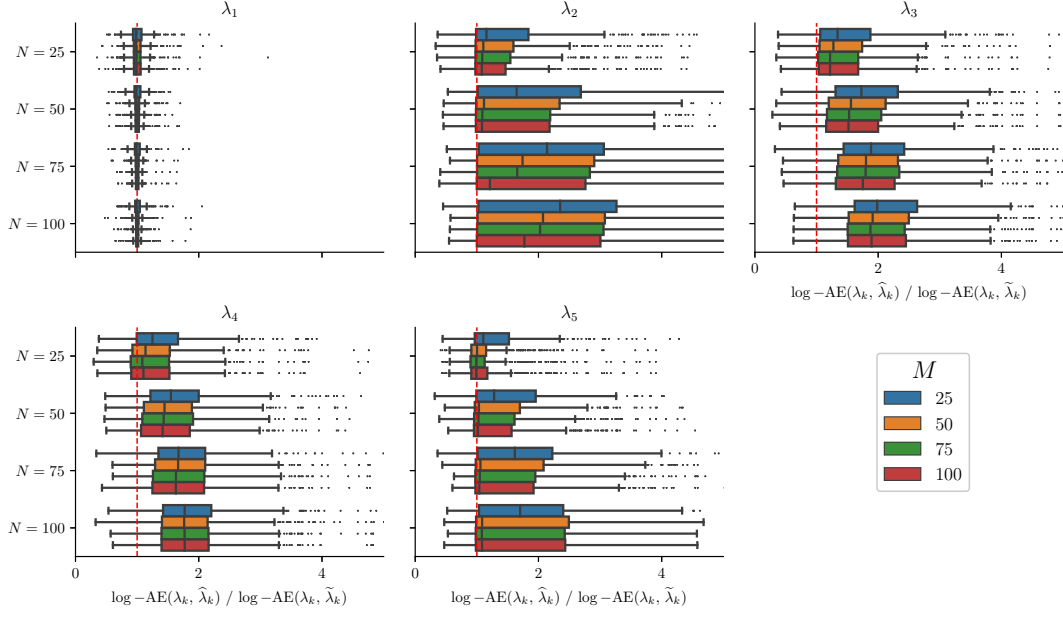 λ₁
λ₂
λ₃
N = 25
N = 50
N = 75
N = 100
0 2 4
log −AE(λₖ, λ̂ₖ) / log −AE(λₖ, λ̃ₖ)
λ₄
λ₅
N = 25
N = 50
N = 75
N = 100
0 2 4
0 2 4
log −AE(λₖ, λ̂ₖ) / log −AE(λₖ, λ̃ₖ)
log −AE(λₖ, λ̂ₖ) / log −AE(λₖ, λ̃ₖ)
M
25
50
75
100